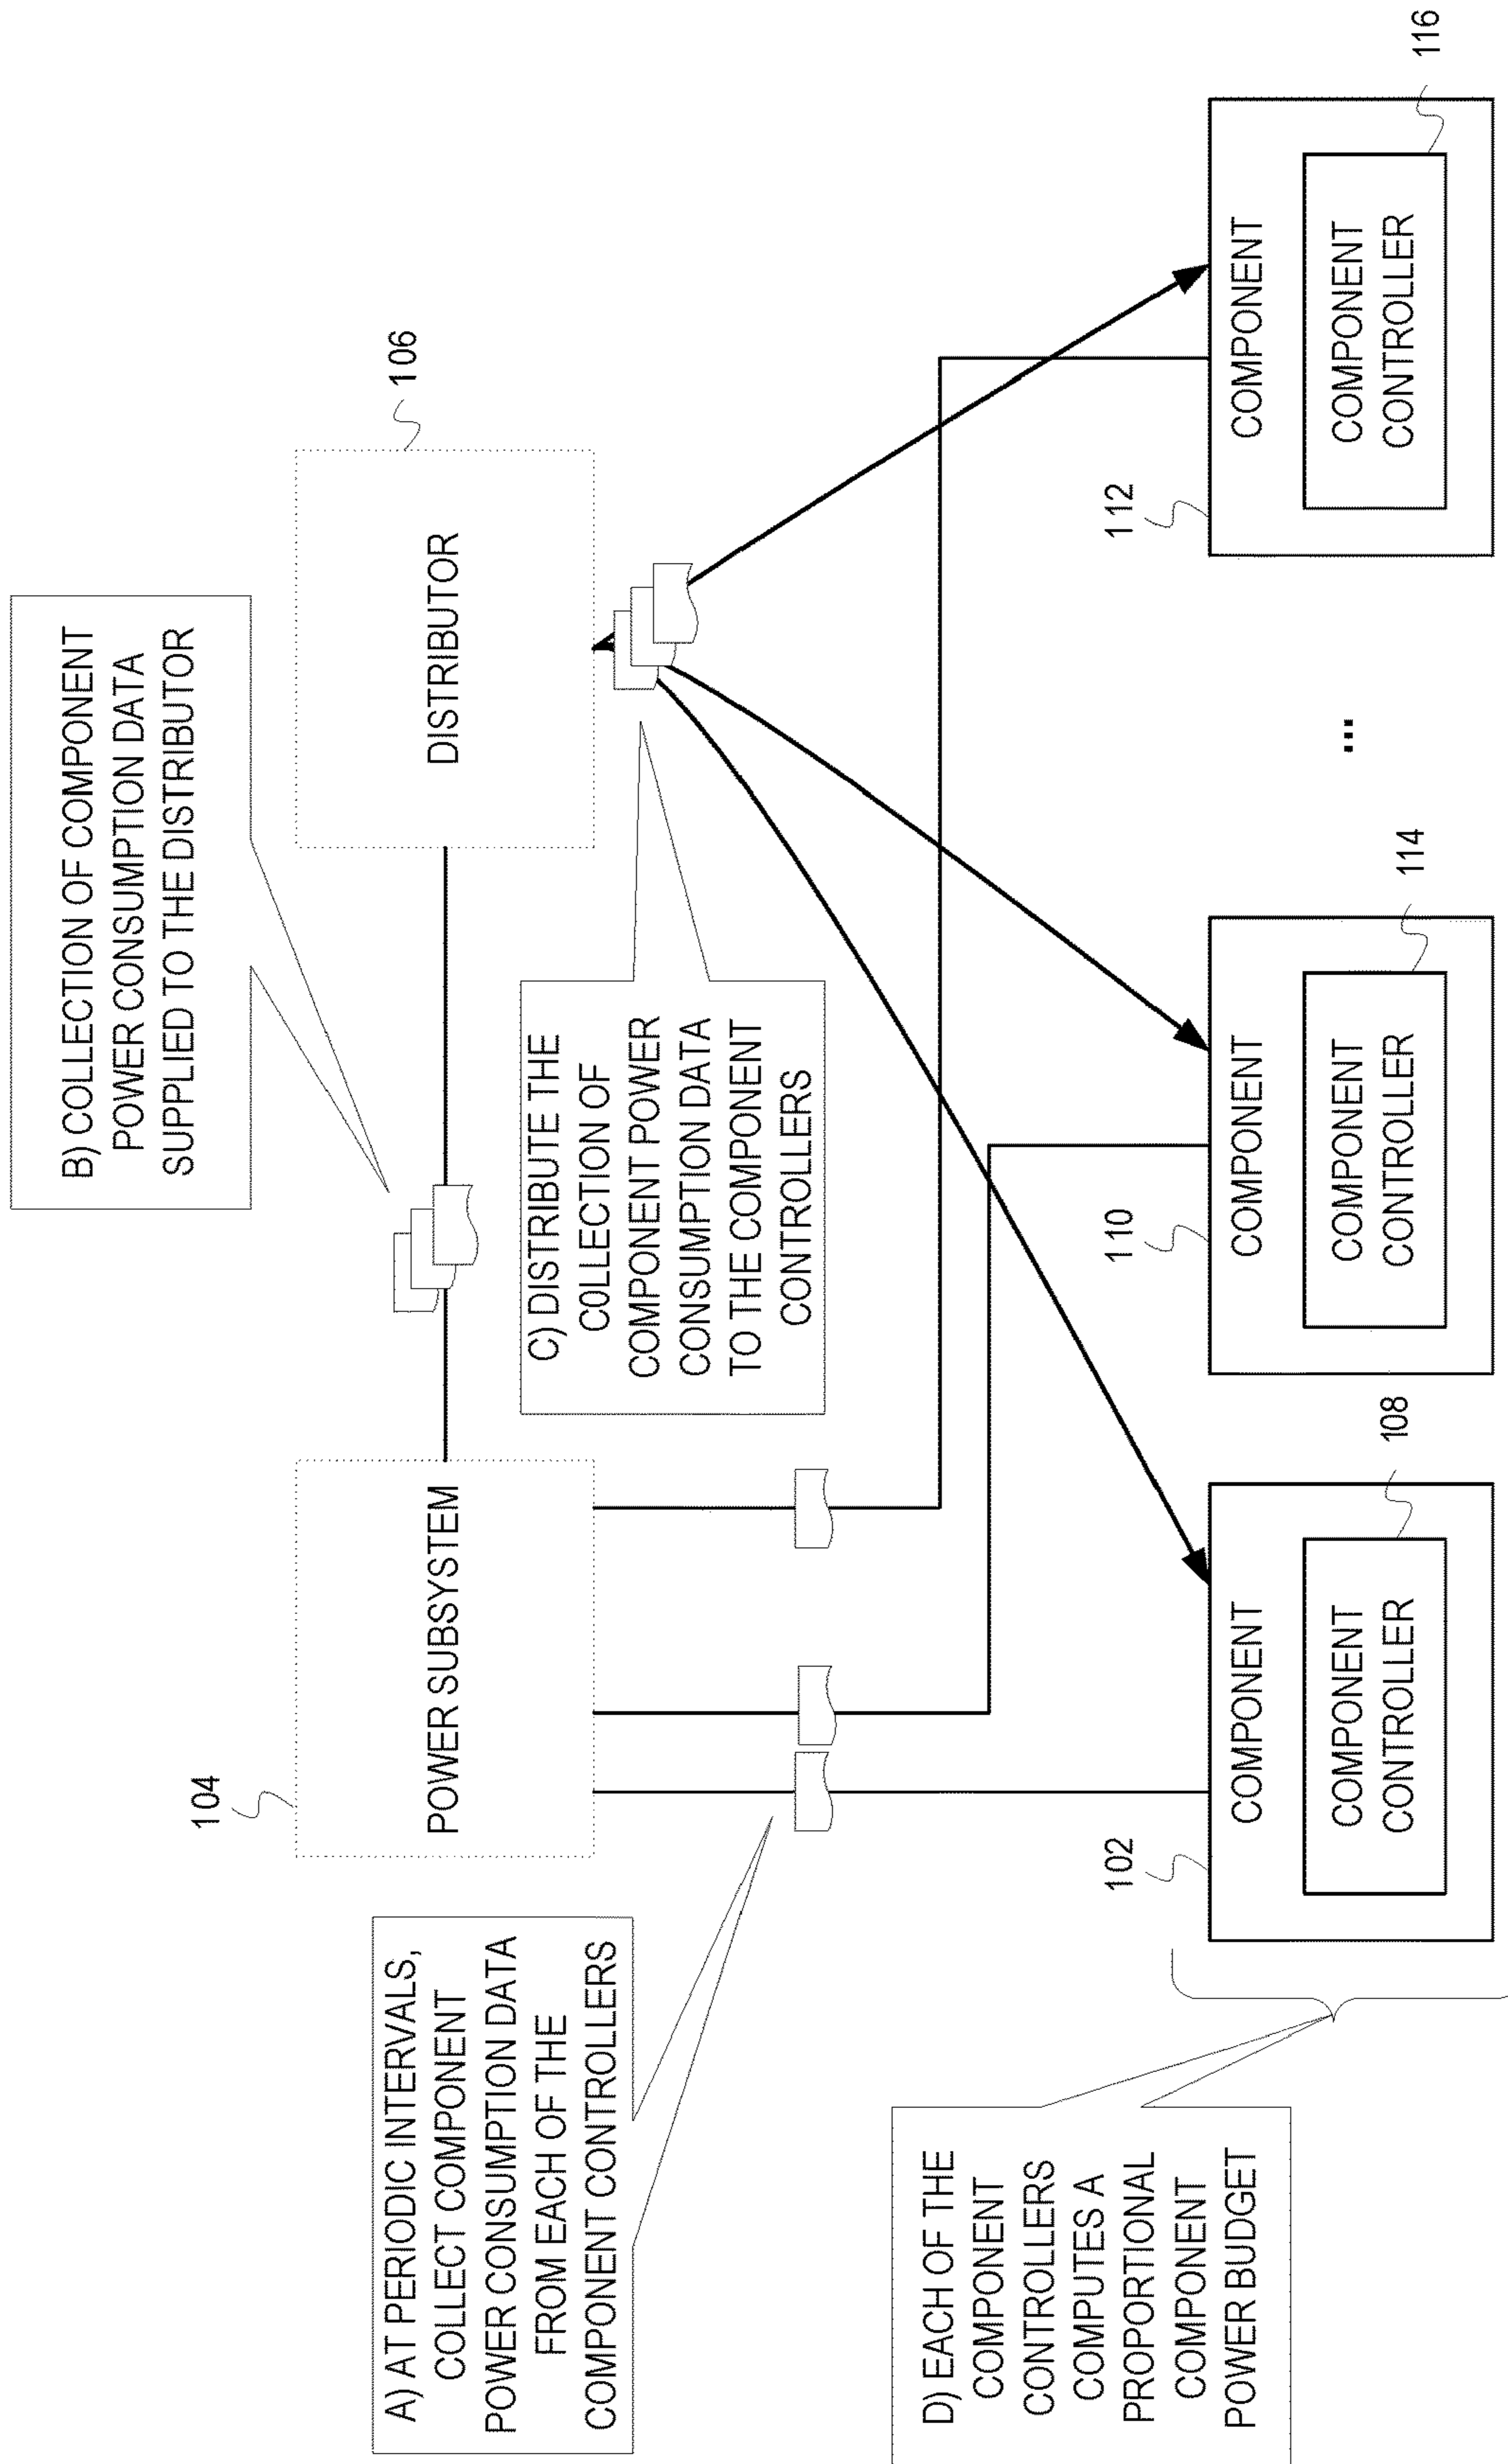 A) AT PERIODIC INTERVALS,
COLLECT COMPONENT
POWER CONSUMPTION DATA
FROM EACH OF THE
COMPONENT CONTROLLERS
B) COLLECTION OF COMPONENT
POWER CONSUMPTION DATA
SUPPLIED TO THE DISTRIBUTOR
104
POWER SUBSYSTEM
106
DISTRIBUTOR
C) DISTRIBUTE THE
COLLECTION OF
COMPONENT POWER
CONSUMPTION DATA
TO THE COMPONENT
CONTROLLERS
D) EACH OF THE
COMPONENT
CONTROLLERS
COMPUTES A
PROPORTIONAL
COMPONENT
POWER BUDGET
102
COMPONENT
COMPONENT
CONTROLLER
108
110
COMPONENT
COMPONENT
CONTROLLER
114
...
112
COMPONENT
COMPONENT
CONTROLLER
116